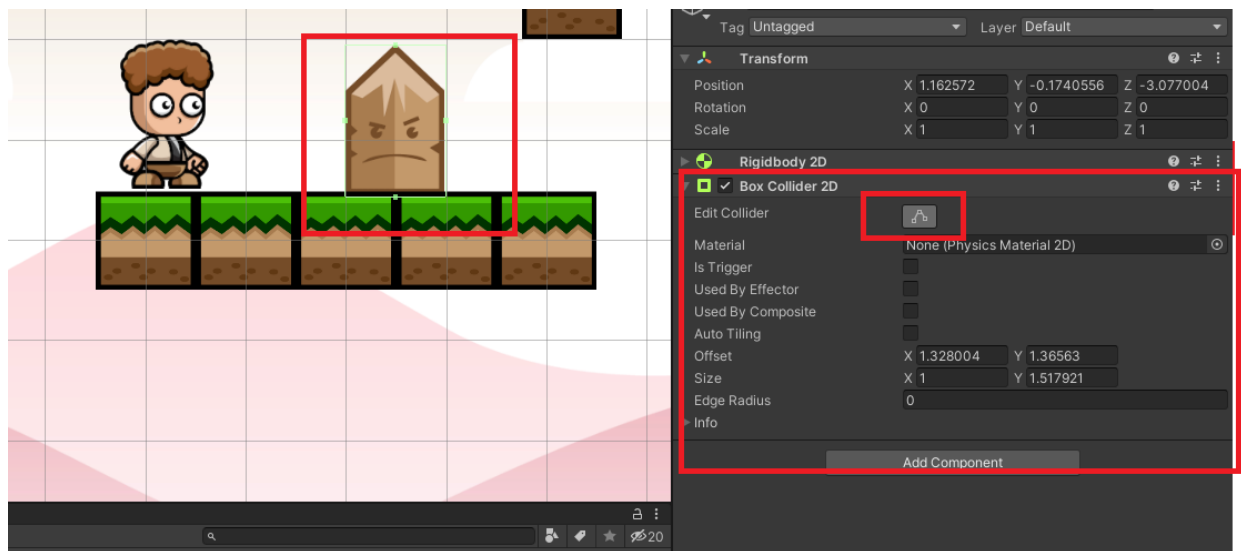 Tag Untagged Layer Default
Transform
Position X 1.162572 Y -0.1740556 Z -3.077004
Rotation X 0 Y 0 Z 0
Scale X 1 Y 1 Z 1
Rigidbody 2D
Box Collider 2D
Edit Collider
Material None (Physics Material 2D)
Is Trigger
Used By Effector
Used By Composite
Auto Tiling
Offset X 1.328004 Y 1.36563
Size X 1 Y 1.517921
Edge Radius 0
Info
Add Component
20